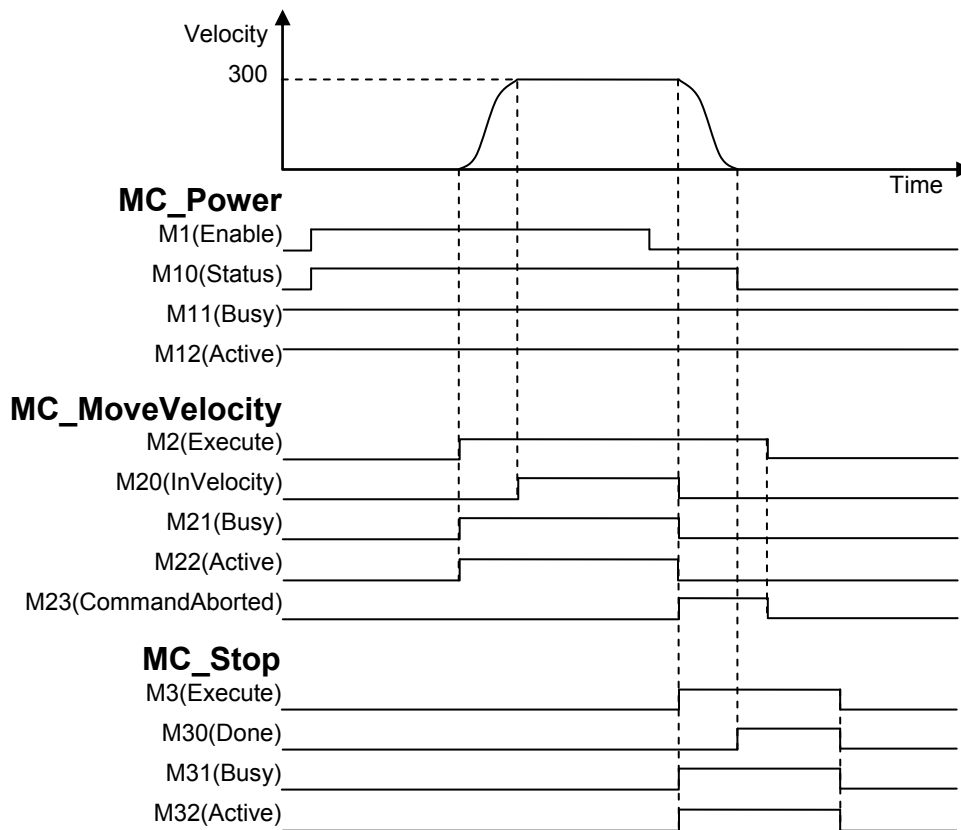 Velocity
300
Time
MC_Power
M1(Enable)
M10(Status)
M11(Busy)
M12(Active)
MC_MoveVelocity
M2(Execute)
M20(InVelocity)
M21(Busy)
M22(Active)
M23(CommandAborted)
MC_Stop
M3(Execute)
M30(Done)
M31(Busy)
M32(Active)